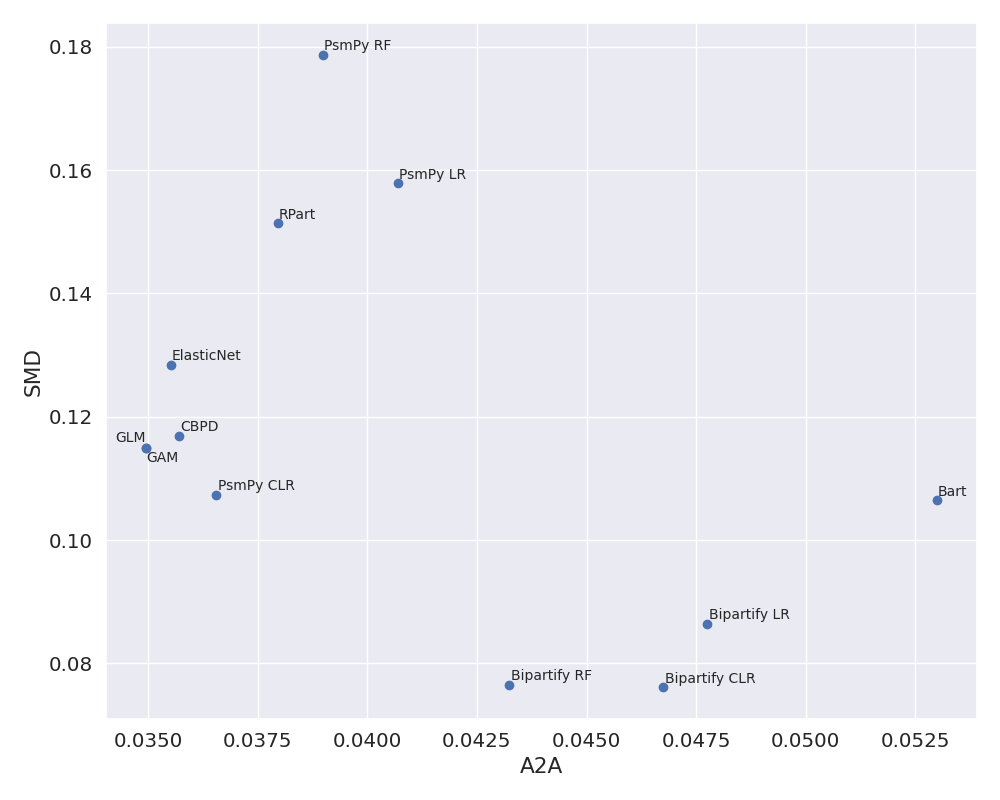 0.18
0.16
0.14
0.12
0.10
0.08
SMD
PsmPy RF
PsmPy LR
RPart
ElasticNet
CBPD
GLM
GAM
PsmPy CLR
Bart
Bipartify LR
Bipartify RF
Bipartify CLR
0.0350 0.0375 0.0400 0.0425 0.0450 0.0475 0.0500 0.0525
A2A